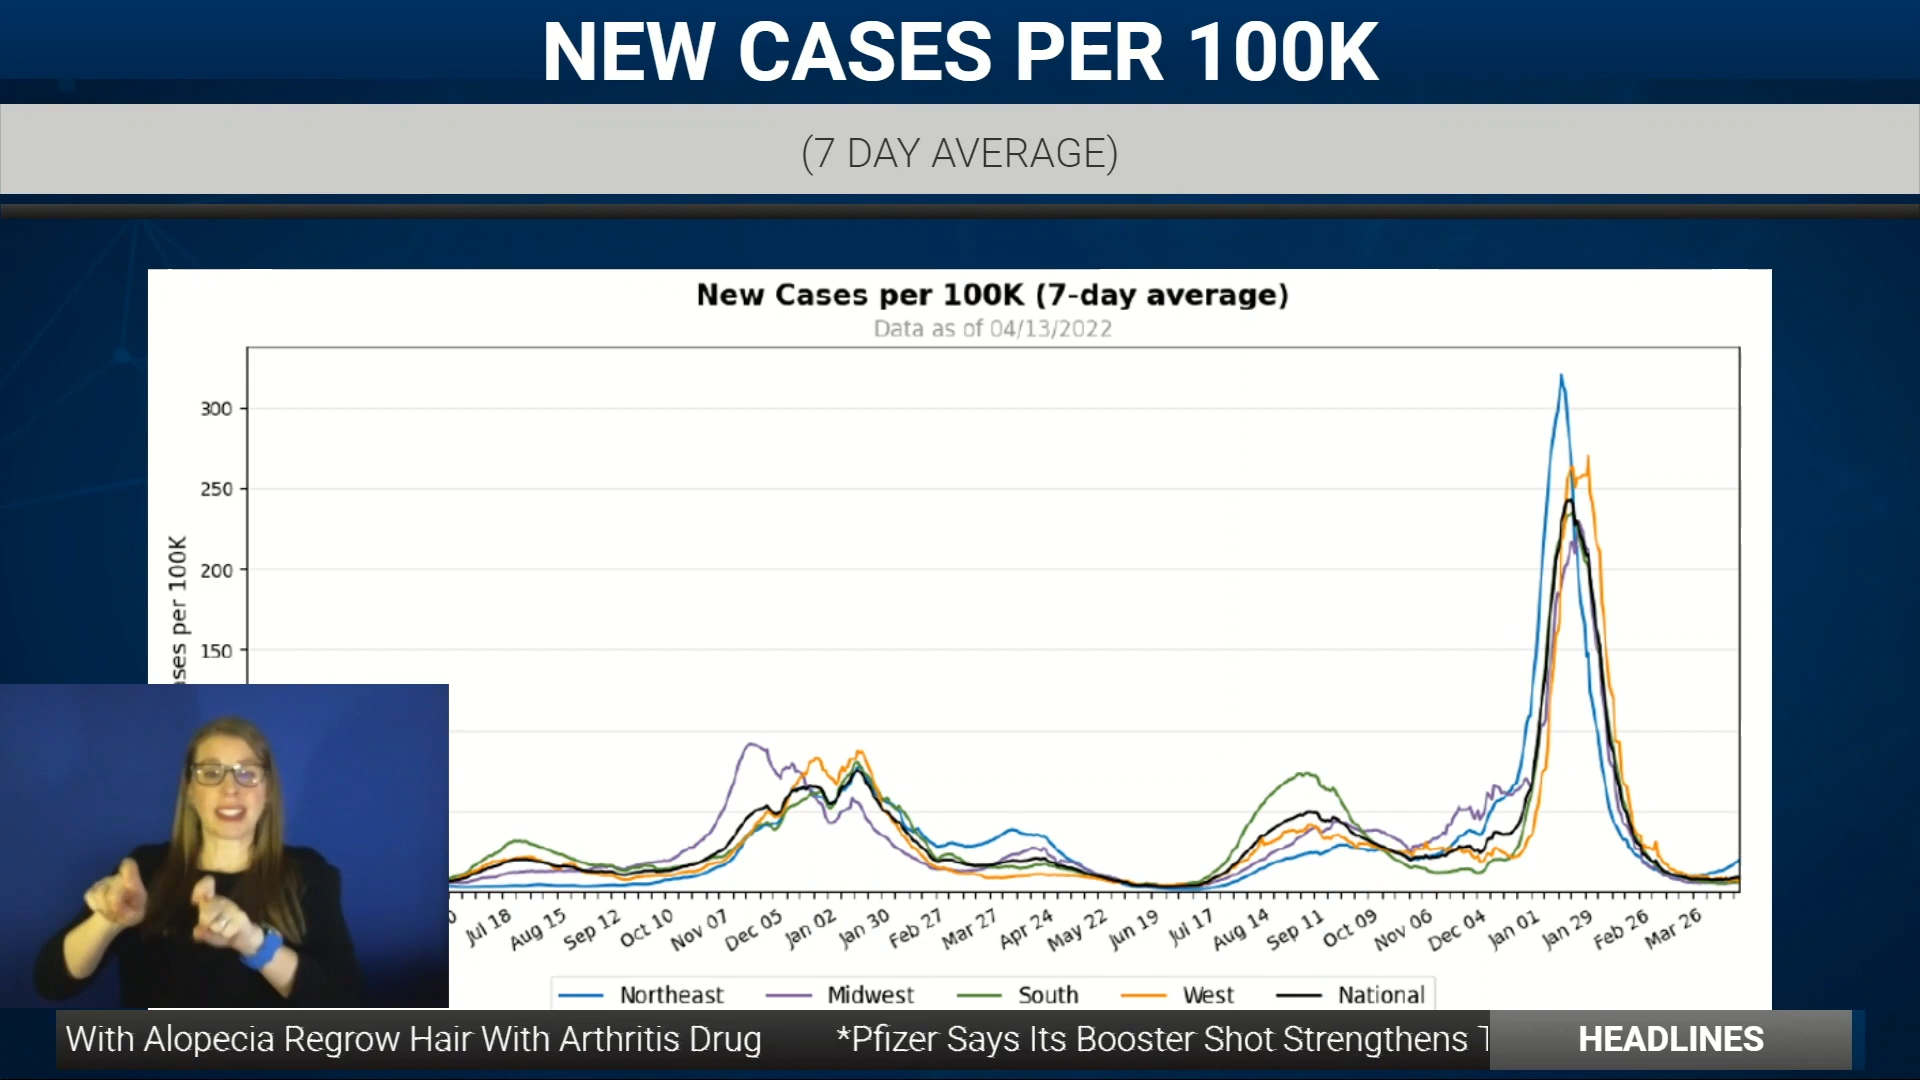 NEW CASES PER 100K
(7 DAY AVERAGE)
New Cases per 100K (7-day average)
Data as of 04/13/2022
300
250
200
150
ases per 100K
0 Jul 18 Aug 15 Sep 12 Oct 10 Nov 07 Dec 05 Jan 02 Jan 30 Feb 27 Mar 27 Apr 24 May 22 Jun 19 Jul 17 Aug 14 Sep 11 Oct 09 Nov 06 Dec 04 Jan 01 Jan 29 Feb 26 Mar 26
Northeast Midwest South West National
With Alopecia Regrow Hair With Arthritis Drug *Pfizer Says Its Booster Shot Strengthens HEADLINES